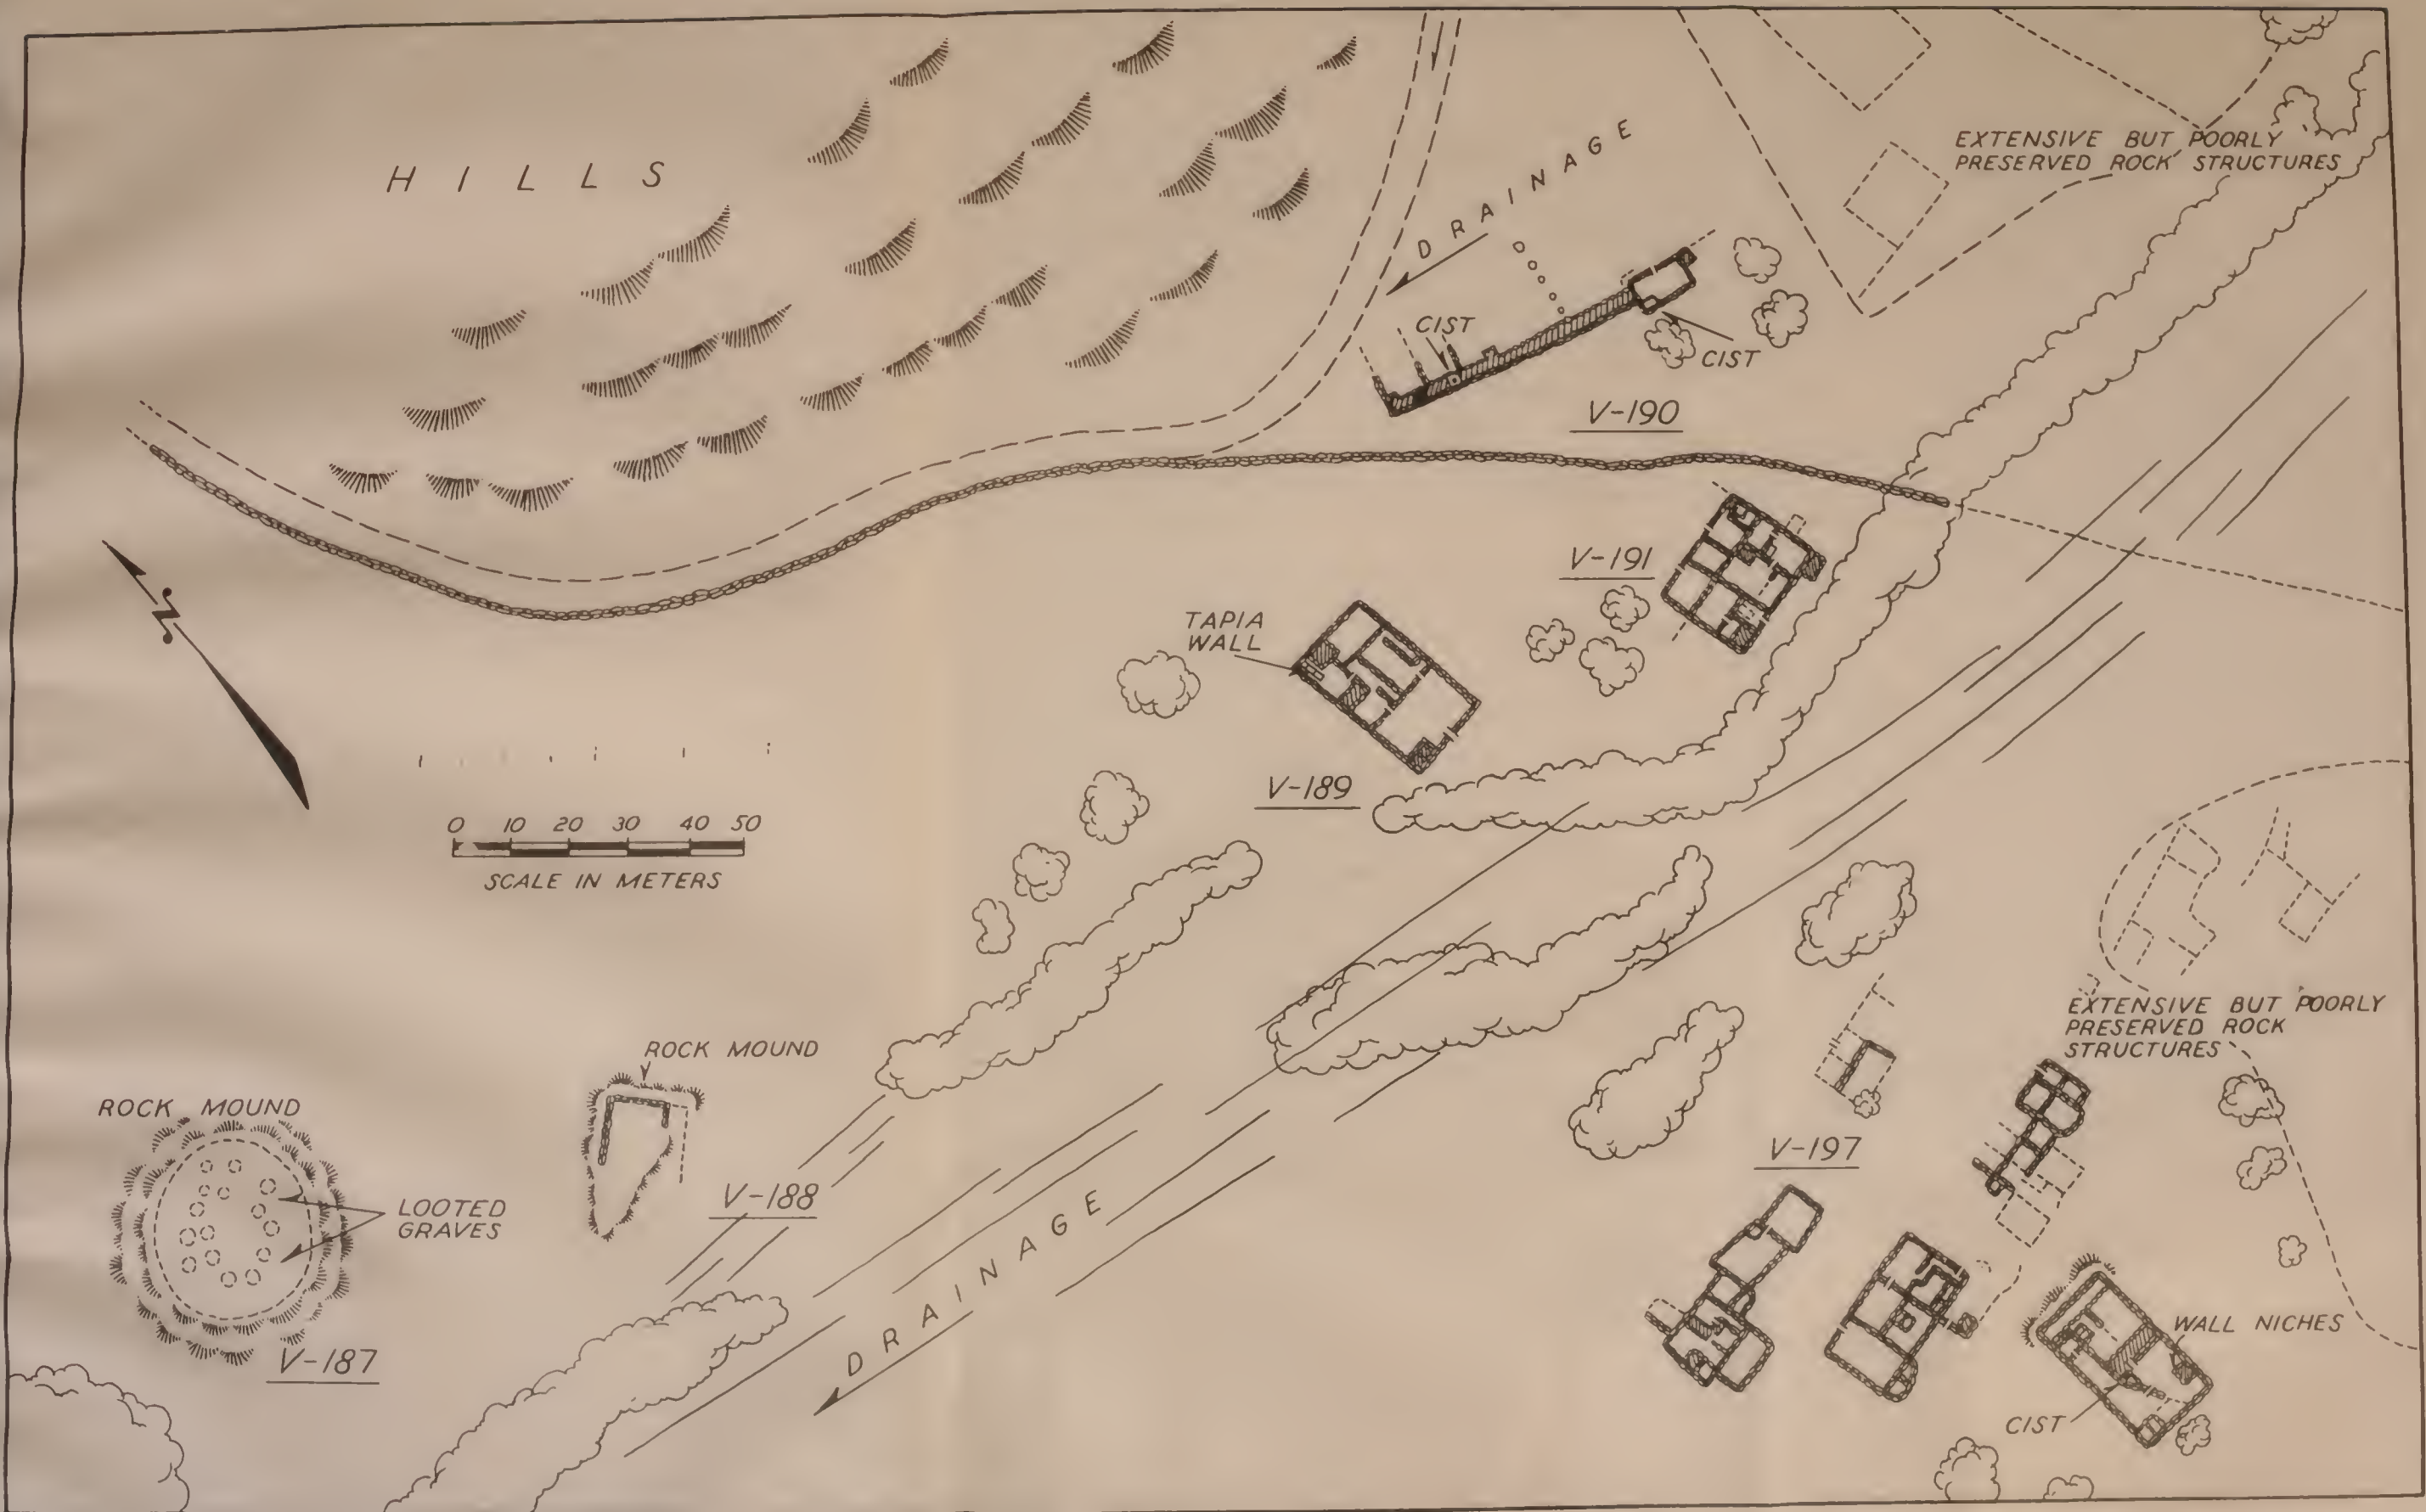 HILLS
DRAINAGE
EXTENSIVE BUT POORLY
PRESERVED ROCK STRUCTURES
CIST
CIST
V-190
V-191
TAPIA
WALL
N
V-189
0 10 20 30 40 50
SCALE IN METERS
EXTENSIVE BUT POORLY
PRESERVED ROCK
STRUCTURES
ROCK MOUND
ROCK MOUND
V-197
V-188
LOOTED
GRAVES
DRAINAGE
WALL NICHES
V-187
CIST